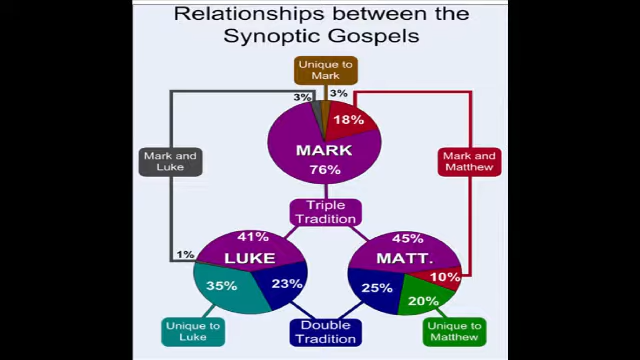 Relationships between the
Synoptic Gospels
Unique to
Mark
3%
3%
18%
MARK
76%
Mark and
Luke
Mark and
Matthew
Triple
Tradition
41%
45%
1%
LUKE
MATT.
10%
35%
23%
25%
20%
Unique to
Luke
Double
Tradition
Unique to
Matthew